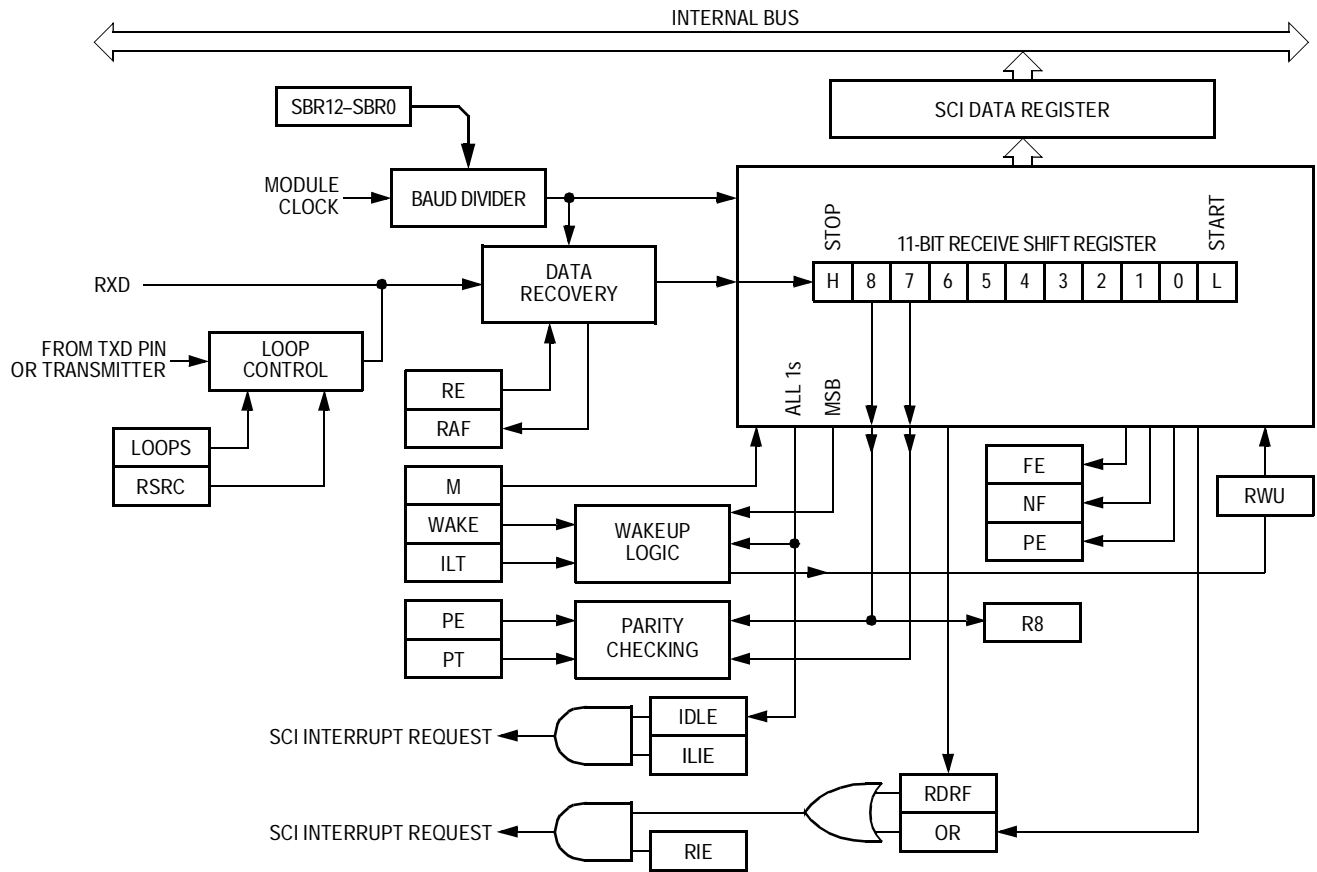 INTERNAL BUS
SBR12–SBR0
SCI DATA REGISTER
MODULE
CLOCK
BAUD DIVIDER
STOP
11-BIT RECEIVE SHIFT REGISTER
START
H 8 7 6 5 4 3 2 1 0 L
RXD
DATA
RECOVERY
FROM TXD PIN
OR TRANSMITTER
LOOP
CONTROL
ALL 1s
MSB
RE
RAF
LOOPS
RSRC
M
WAKE
ILT
WAKEUP
LOGIC
FE
NF
PE
RWU
PE
PT
PARITY
CHECKING
R8
IDLE
ILIE
SCI INTERRUPT REQUEST
RDRF
OR
SCI INTERRUPT REQUEST
RIE